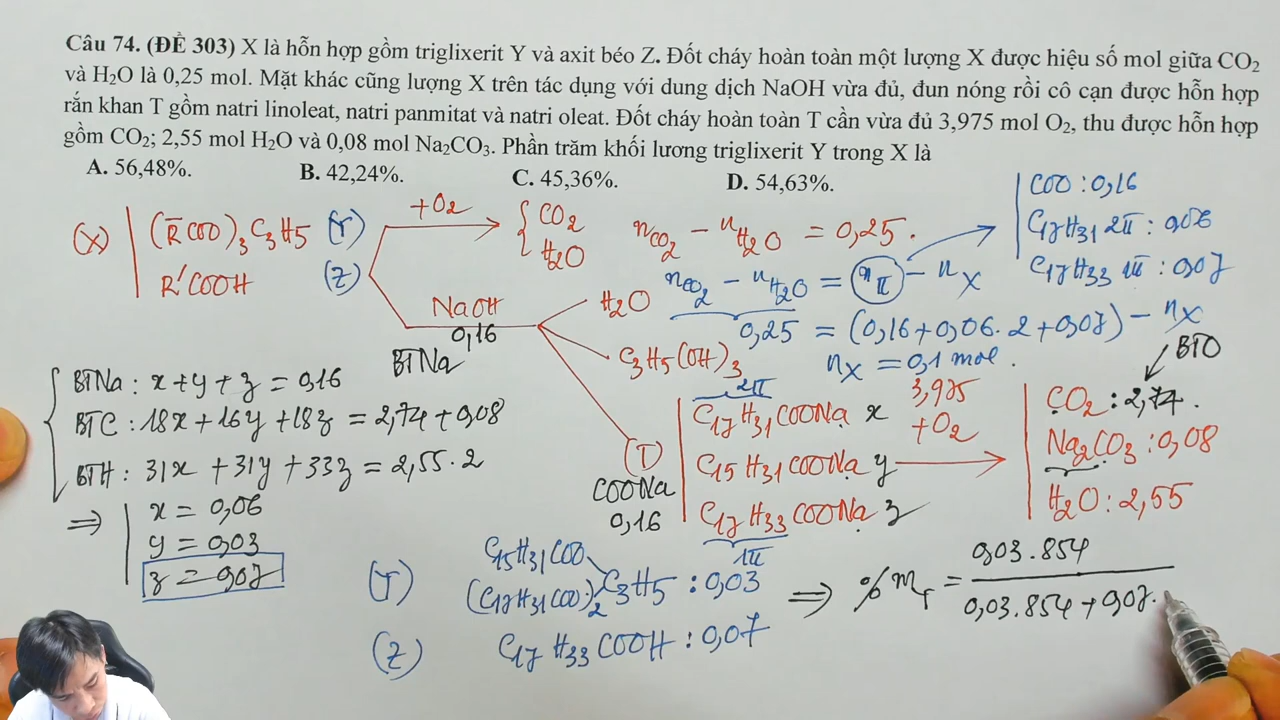 Câu 74. (ĐỀ 303) X là hỗn hợp gồm triglixerit Y và axit béo Z. Đốt cháy hoàn toàn một lượng X được hiệu số mol giữa CO₂
và H₂O là 0,25 mol. Mặt khác cũng lượng X trên tác dụng với dung dịch NaOH vừa đủ, đun nóng rồi cô cạn được hỗn hợp
rắn khan T gồm natri linoleat, natri panmitat và natri oleat. Đốt cháy hoàn toàn T cần vừa đủ 3,975 mol O₂, thu được hỗn hợp
gồm CO₂; 2,55 mol H₂O và 0,08 mol Na₂CO₃. Phần trăm khối lượng triglixerit Y trong X là
A. 56,48%. B. 42,24%. C. 45,36%. D. 54,63%.
(X) (R̄COO)₃C₃H₅ (Y)
R'COOH (Z)
+O₂
CO₂
H₂O
nCO₂ - nH₂O = 0,25.
nCO₂ - nH₂O = nπ - nX
0,25 = (0,16+0,06.2+0,07) - nX
nX = 0,1 mol.
COO : 0,16
C₁₇H₃₁ 2π : 0,06
C₁₇H₃₃ 1π : 0,07
NaOH
0,16
BTNa
H₂O
C₃H₅(OH)₃
(T)
COONa
0,16
2π
C₁₇H₃₁COONa x
C₁₅H₃₁COONa y
C₁₇H₃₃COONa z
1π
3,975
+O₂
BTO
CO₂ : 2,74.
Na₂CO₃ : 0,08
H₂O : 2,55
BTNa : x+y+z = 0,16
BTC : 18x+16y+18z = 2,74+0,08
BTH : 31x+31y+33z = 2,55.2
⇒ x = 0,06
y = 0,03
z = 0,07
C₁₅H₃₁COO
(Y) (C₁₇H₃₁COO)₂C₃H₅ : 0,03
(Z) C₁₇H₃₃COOH : 0,07
⇒ %mY = 0,03.854
0,03.854+0,07.